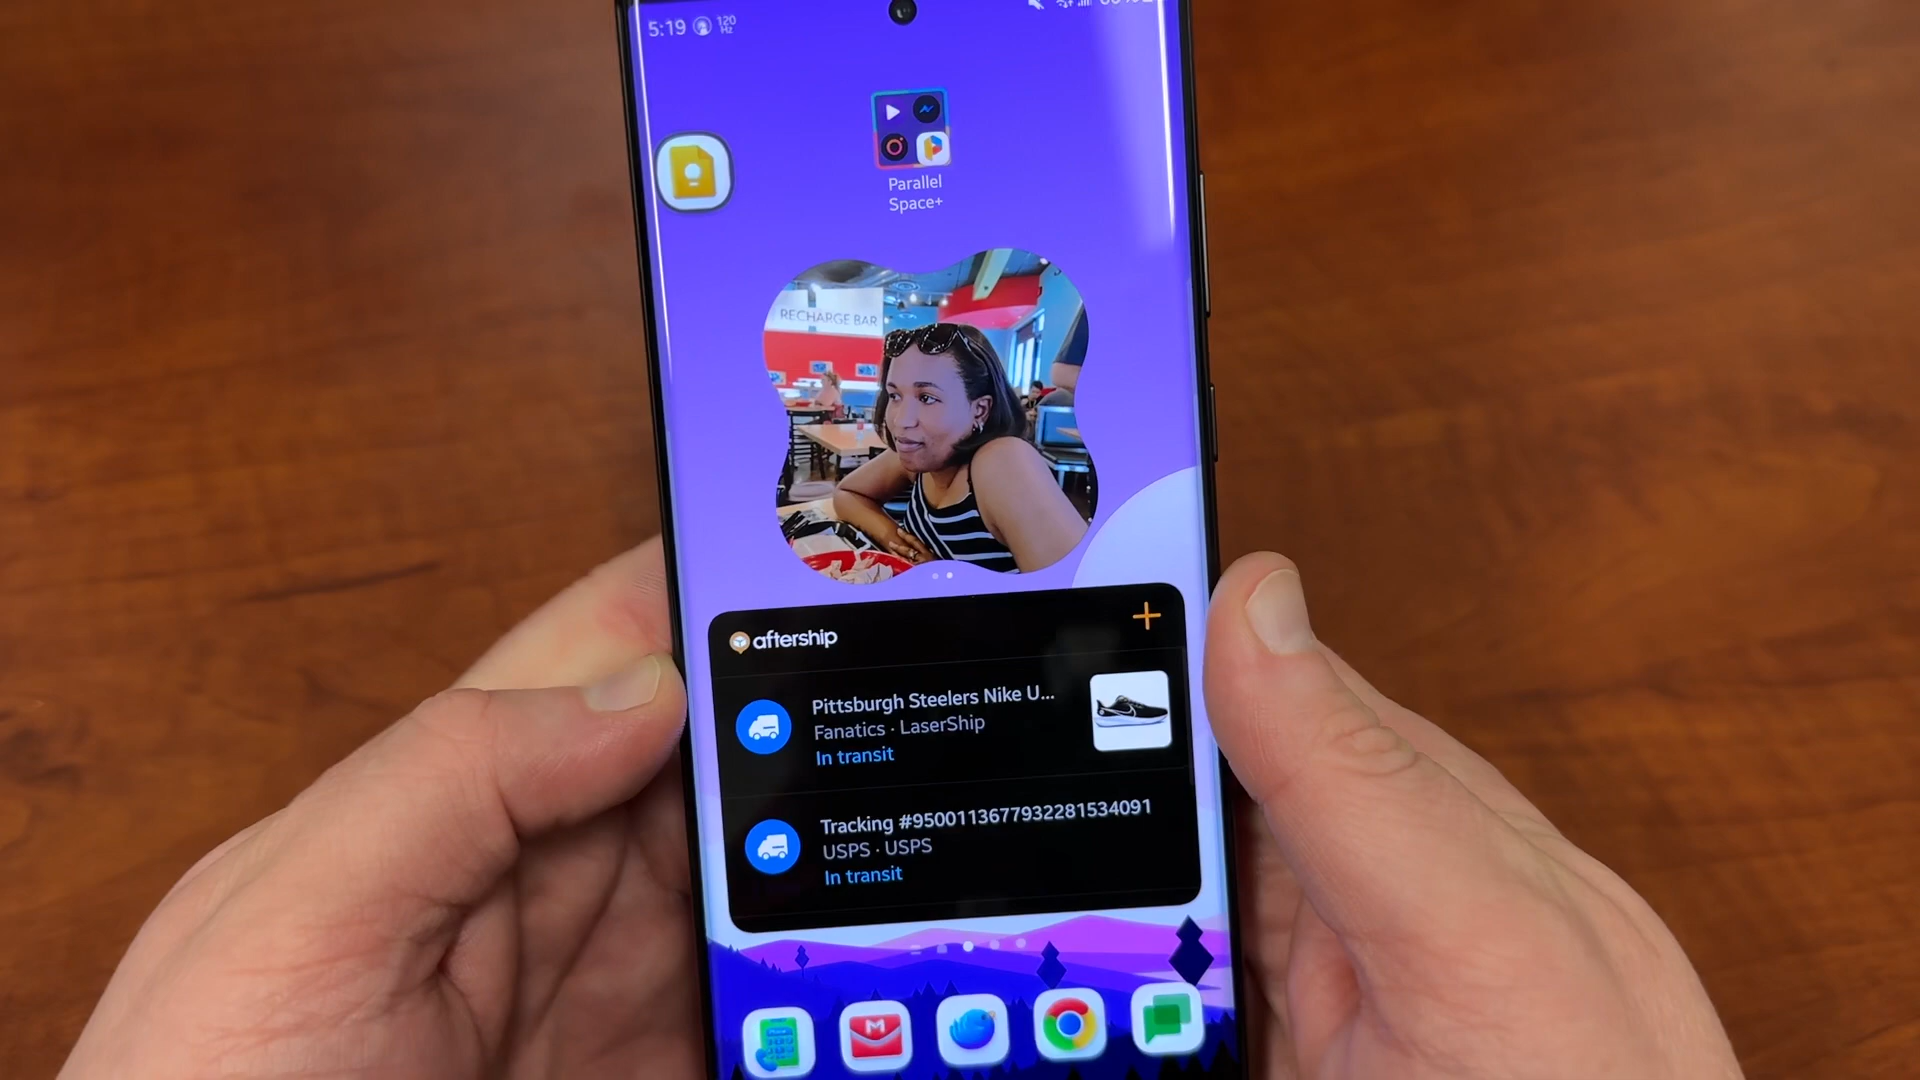 5:19 120
Hz
Parallel
Space+
RECHARGE BAR
aftership
Pittsburgh Steelers Nike U...
Fanatics · LaserShip
In transit
Tracking #9500113677932281534091
USPS · USPS
In transit